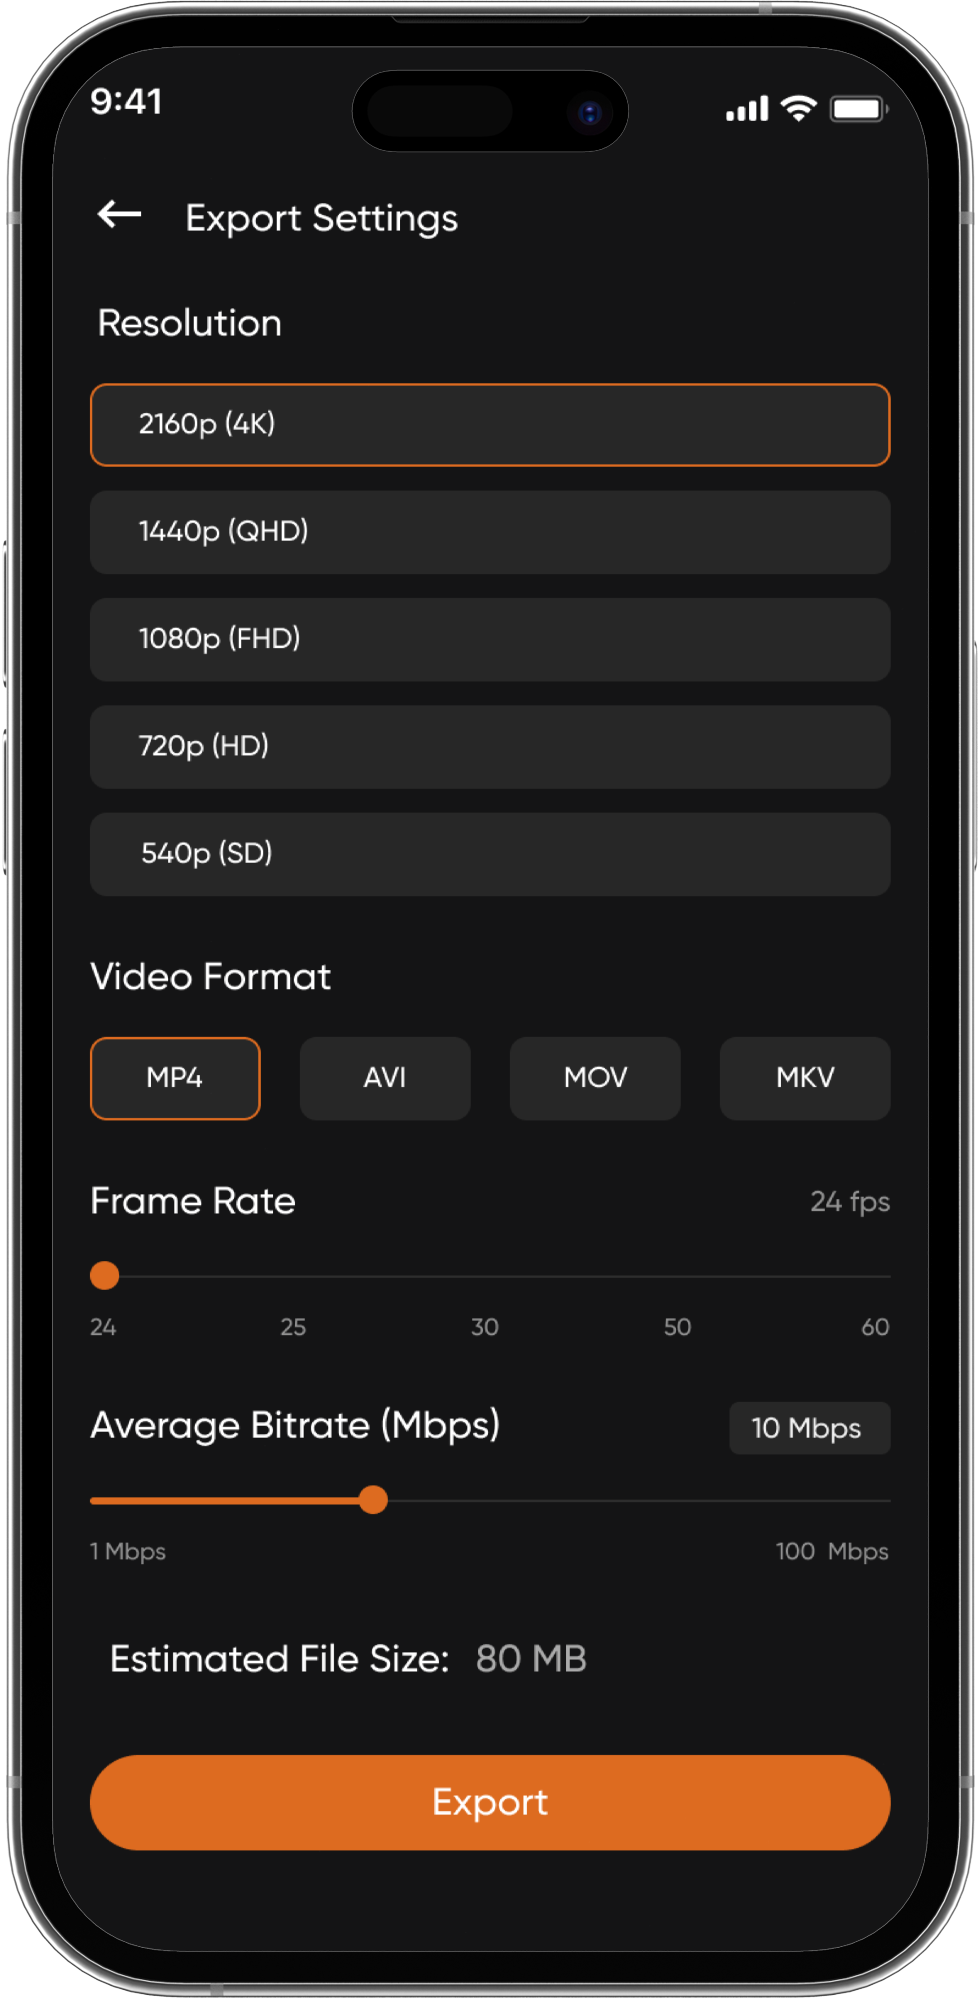 9:41
Export Settings
Resolution
2160p (4K)
1440p (QHD)
1080p (FHD)
720p (HD)
540p (SD)
Video Format
MP4 AVI MOV MKV
Frame Rate 24 fps
24 25 30 50 60
Average Bitrate (Mbps) 10 Mbps
1 Mbps 100 Mbps
Estimated File Size: 80 MB
Export